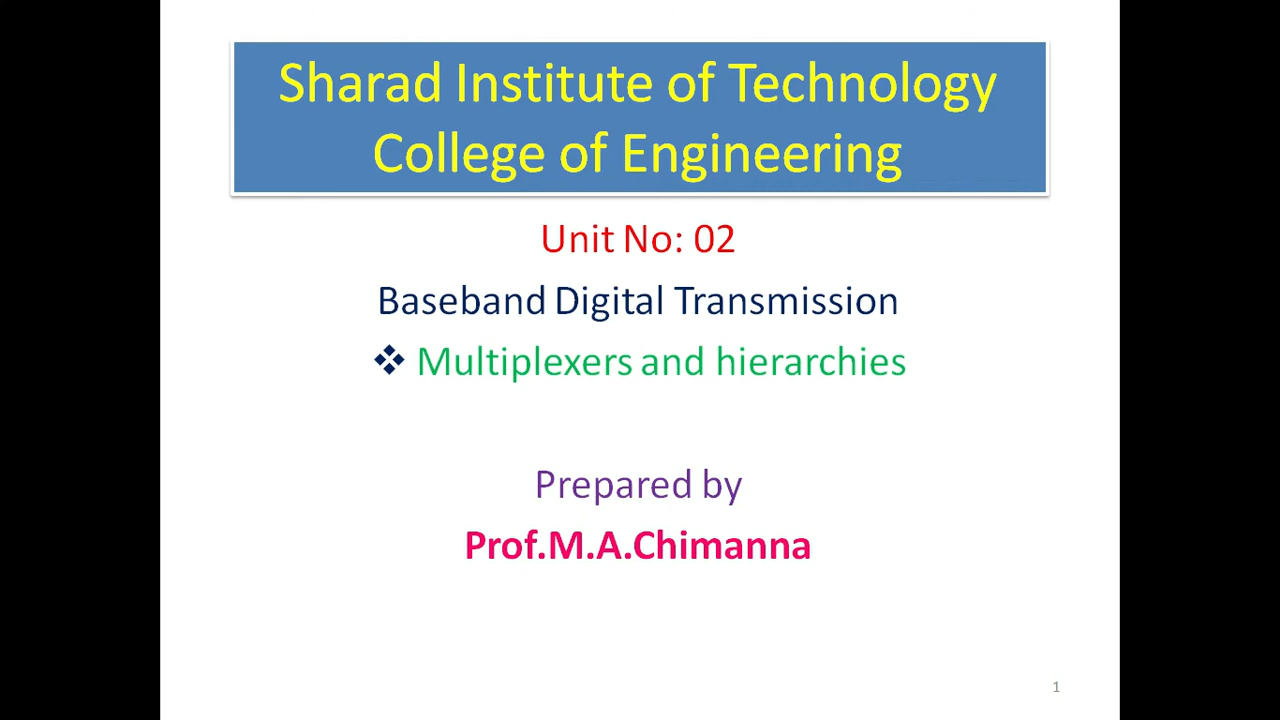 Sharad Institute of Technology
College of Engineering
Unit No: 02
Baseband Digital Transmission
❖ Multiplexers and hierarchies
Prepared by
Prof.M.A.Chimanna
1